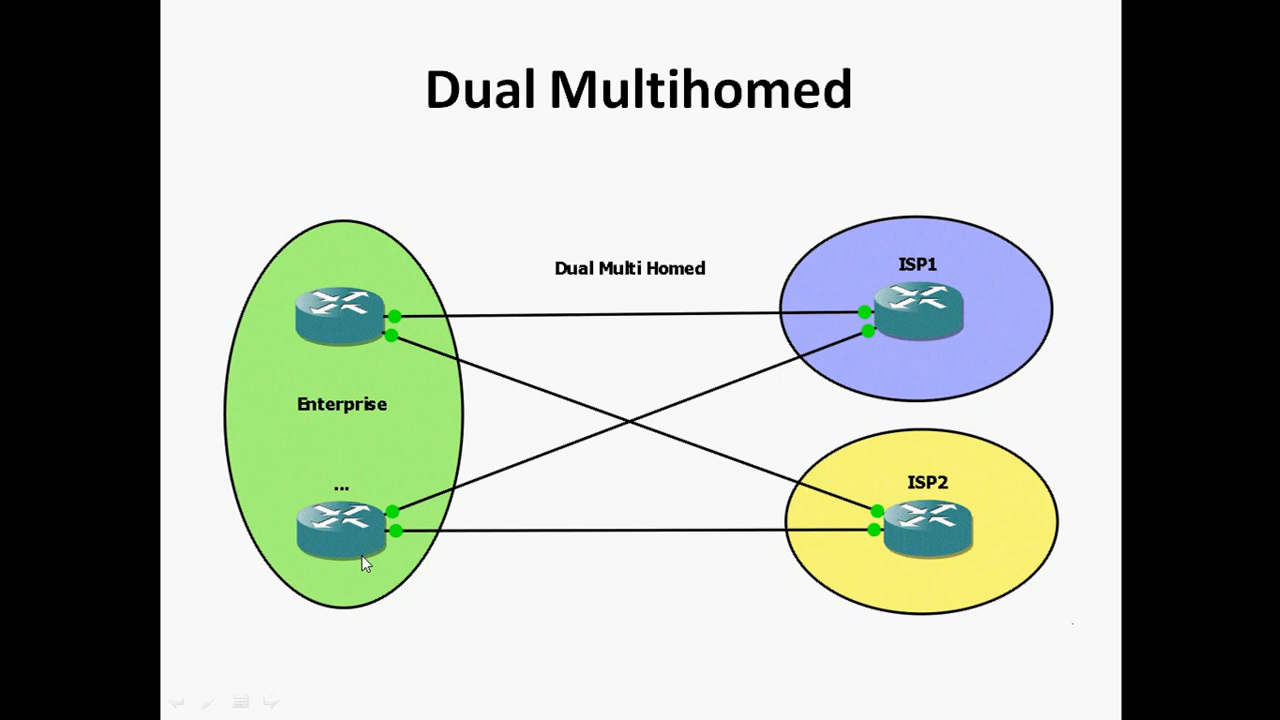 Dual Multihomed
Dual Multi Homed
ISP1
Enterprise
ISP2
...